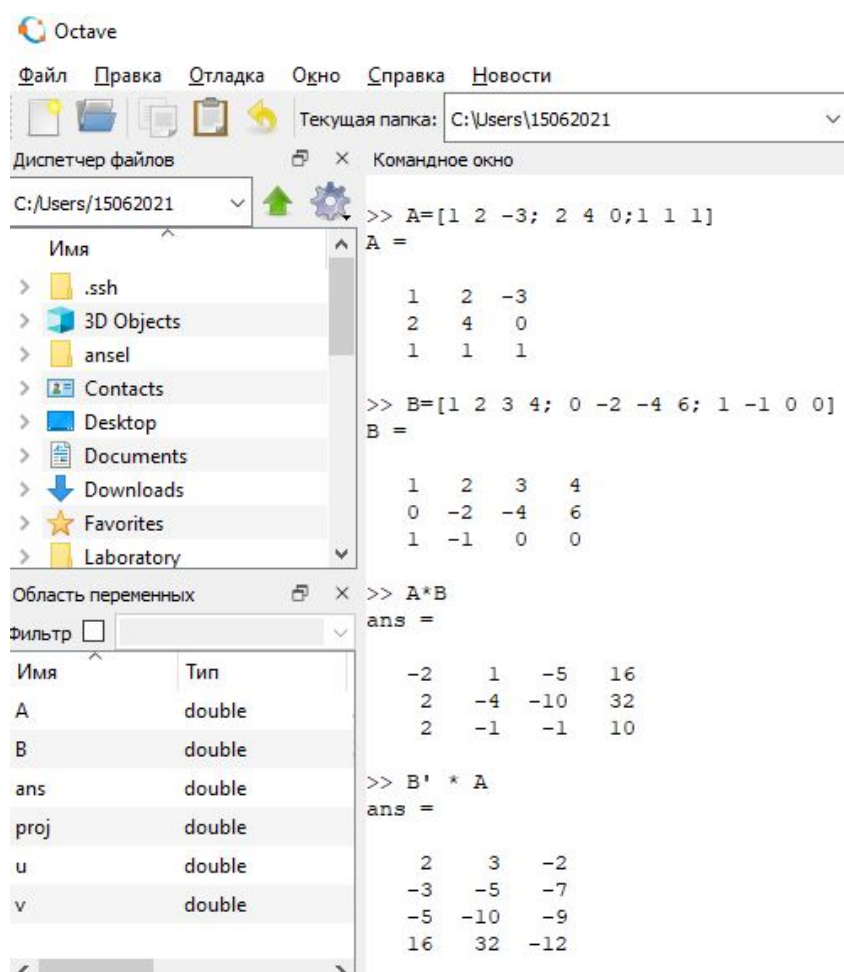 Octave
Файл Правка Отладка Окно Справка Новости
Текущая папка: C:\Users\15062021
Диспетчер файлов
C:/Users/15062021
Имя
.ssh
3D Objects
ansel
Contacts
Desktop
Documents
Downloads
Favorites
Laboratory
Область переменных
Фильтр
Имя Тип
A double
B double
ans double
proj double
u double
v double
Командное окно
>> A=[1 2 -3; 2 4 0;1 1 1]
A =
1 2 -3
2 4 0
1 1 1
>> B=[1 2 3 4; 0 -2 -4 6; 1 -1 0 0]
B =
1 2 3 4
0 -2 -4 6
1 -1 0 0
>> A*B
ans =
-2 1 -5 16
2 -4 -10 32
2 -1 -1 10
>> B' * A
ans =
2 3 -2
-3 -5 -7
-5 -10 -9
16 32 -12